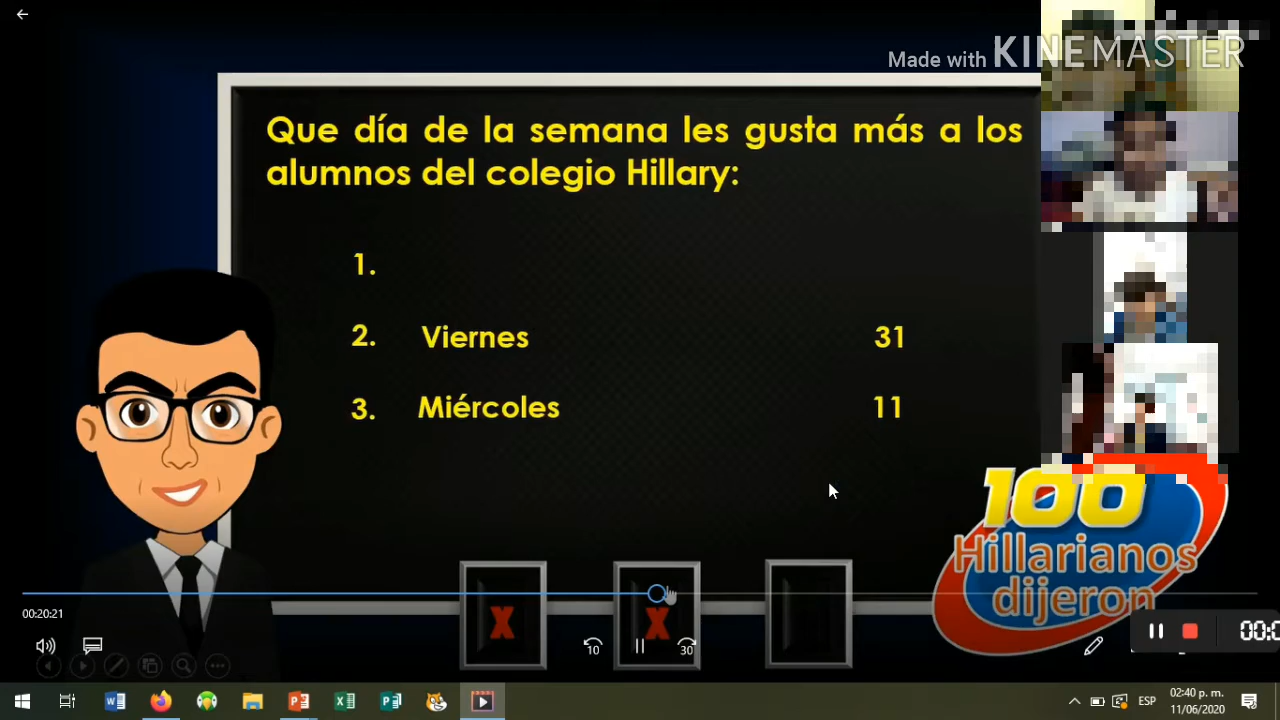 Made with KINEMASTER
Que día de la semana les gusta más a los
alumnos del colegio Hillary:
1.
2. Viernes 31
3. Miércoles 11
X X
100
Hillarianos
dijeron
00:20:21
10
30
ESP
02:40 p. m.
11/06/2020